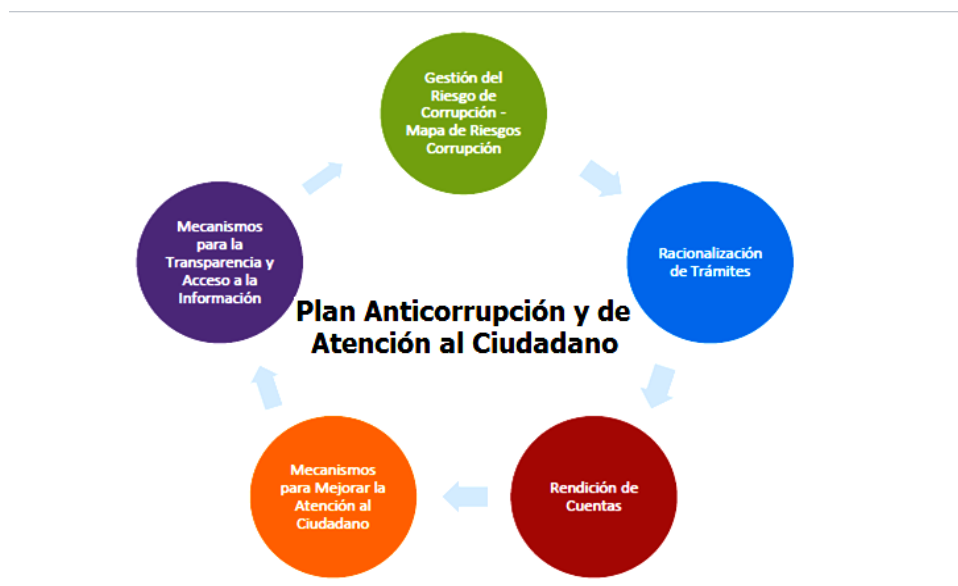 Gestión del
Riesgo de
Corrupción -
Mapa de Riesgos
Corrupción
Racionalización
de Trámites
Rendición de
Cuentas
Mecanismos
para Mejorar la
Atención al
Ciudadano
Mecanismos
para la
Transparencia y
Acceso a la
Información
Plan Anticorrupción y de
Atención al Ciudadano